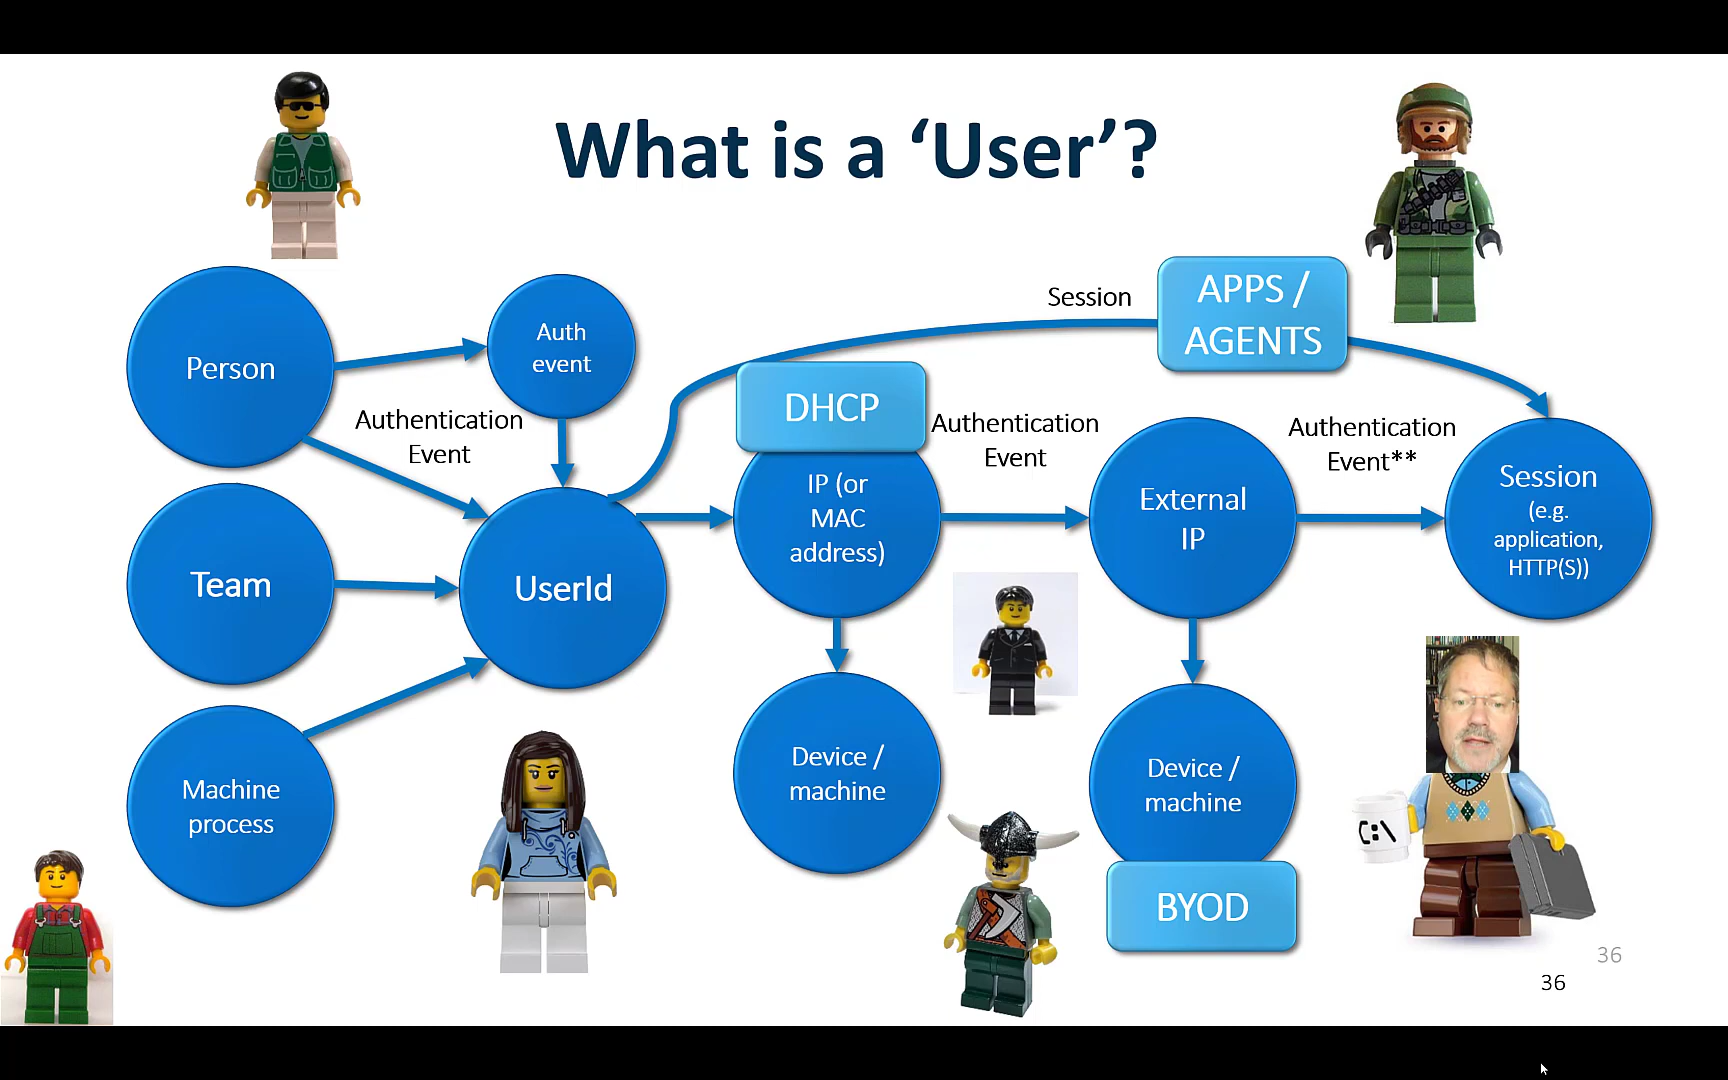 What is a ‘User’?
Person
Auth
event
Authentication
Event
Team
UserId
Machine
process
DHCP
IP (or
MAC
address)
Device /
machine
Session
APPS /
AGENTS
Authentication
Event
External
IP
Device /
machine
BYOD
Authentication
Event**
Session
(e.g.
application,
HTTP(S))
C:\
36
36